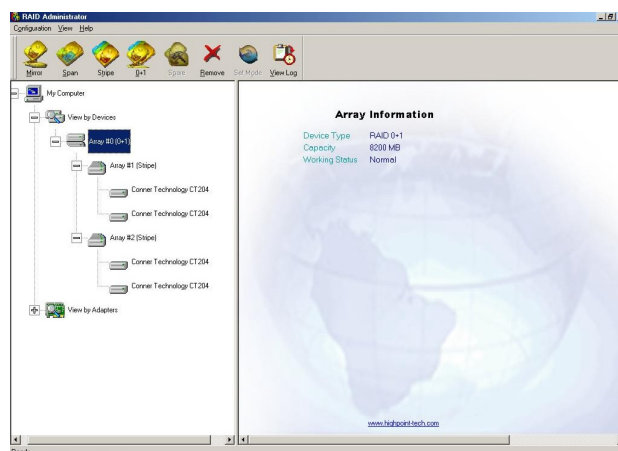 RAID Administrator
Configuration View Help
Mirror Span Stripe 0+1 Spare Remove Set Mode View Log
My Computer
View by Devices
Array #0 (0+1)
Array #1 (Stripe)
Conner Technology CT204
Conner Technology CT204
Array #2 (Stripe)
Conner Technology CT204
Conner Technology CT204
View by Adapters
Array Information
Device Type RAID 0+1
Capacity 8200 MB
Working Status Normal
www.highpoint-tech.com